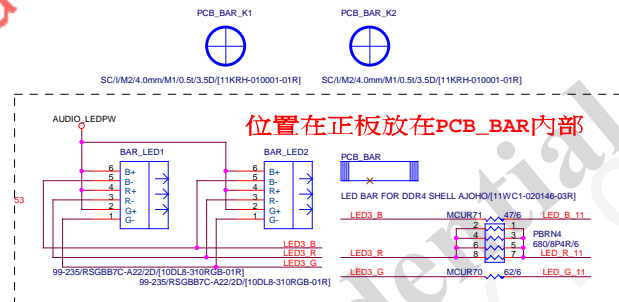 PCB_BAR_K1
PCB_BAR_K2
SC/I/M2/4.0mm/M1/0.5t/3.5D/[11KRH-010001-01R]
SC/I/M2/4.0mm/M1/0.5t/3.5D/[11KRH-010001-01R]
位置在正板放在PCB_BAR內部
AUDIO_LEDPW
BAR_LED1
6 B+
5 B-
4 R+
3 R-
2 G+
1 G-
BAR_LED2
6 B+
5 B-
4 R+
3 R-
2 G+
1 G-
53
LED3_B
LED3_R
LED3_G
99-235/RSGBB7C-A22/2D/[10DL8-310RGB-01R]
99-235/RSGBB7C-A22/2D/[10DL8-310RGB-01R]
PCB_BAR
LED BAR FOR DDR4 SHELL AJOHO/[11WC1-020146-03R]
LED3_B MCUR71 47/6 LED_B_11
2 1
4 3
6 5
8 7
PBRN4
680/8P4R/6
LED3_R LED_R_11
LED3_G MCUR70 62/6 LED_G_11
dential